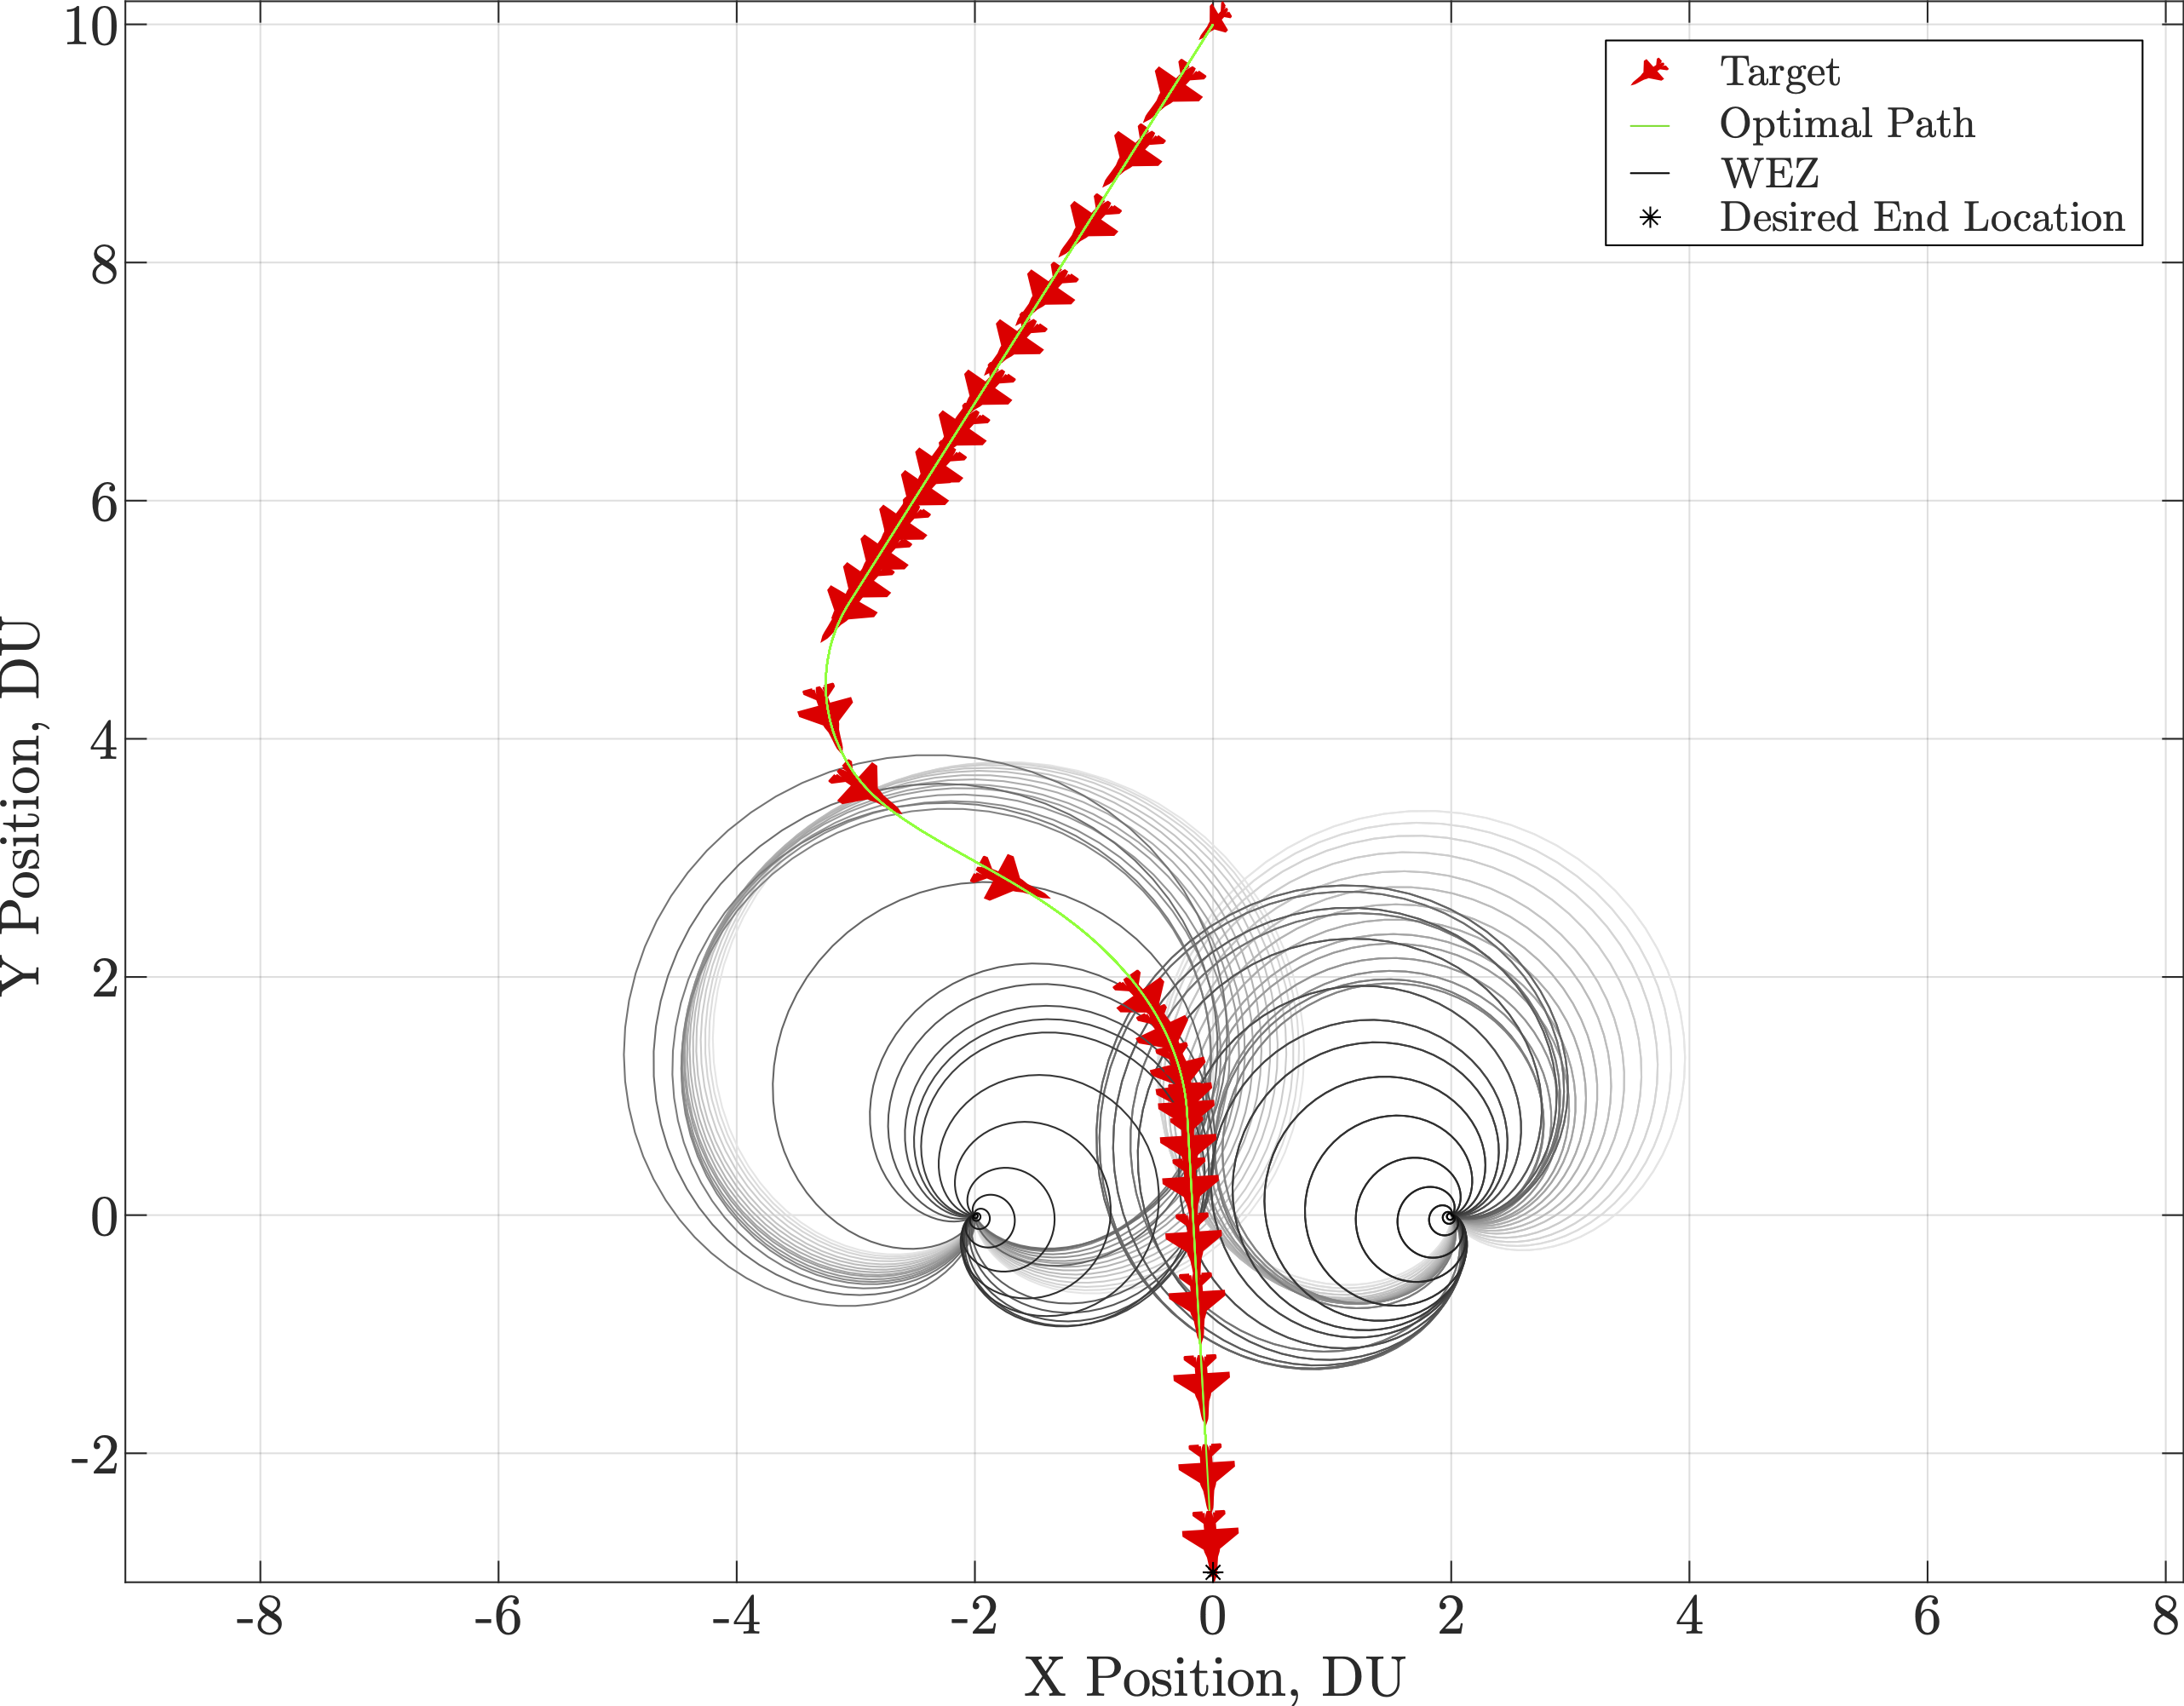 10
8
6
4
2
0
-2
Y Position, DU
Target
Optimal Path
WEZ
Desired End Location
-8 -6 -4 -2 0 2 4 6 8
X Position, DU